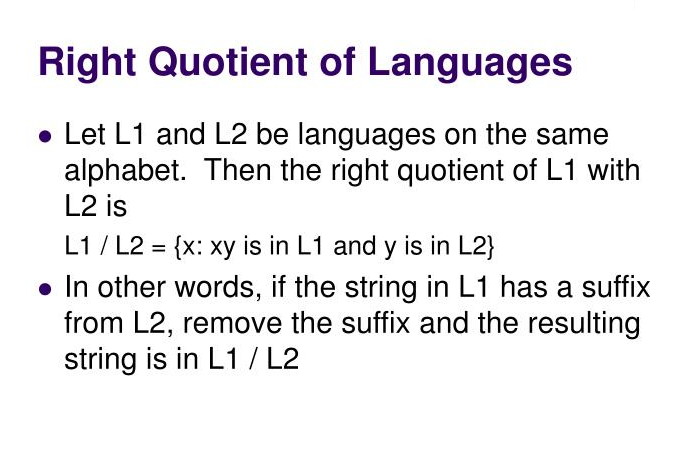 Right Quotient of Languages
● Let L1 and L2 be languages on the same
alphabet.  Then the right quotient of L1 with
L2 is
L1 / L2 = {x: xy is in L1 and y is in L2}
● In other words, if the string in L1 has a suffix
from L2, remove the suffix and the resulting
string is in L1 / L2